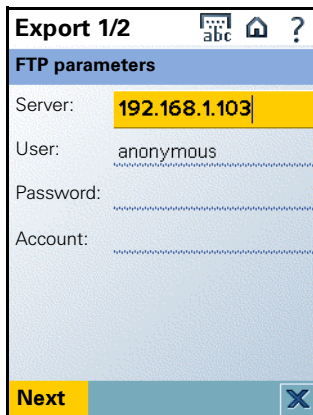 Export 1/2 abc ?
FTP parameters
Server: 192.168.1.103
User: anonymous
Password:
Account:
Next X